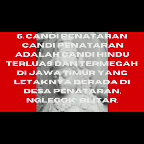 6. CANDI PENATARAN
CANDI PENATARAN
ADALAH CANDI HINDU
TERLUAS DAN TERMEGAH
DI JAWA TIMUR YANG
LETAKNYA BERADA DI
DESA PENATARAN,
NGLEGOK, BLITAR.